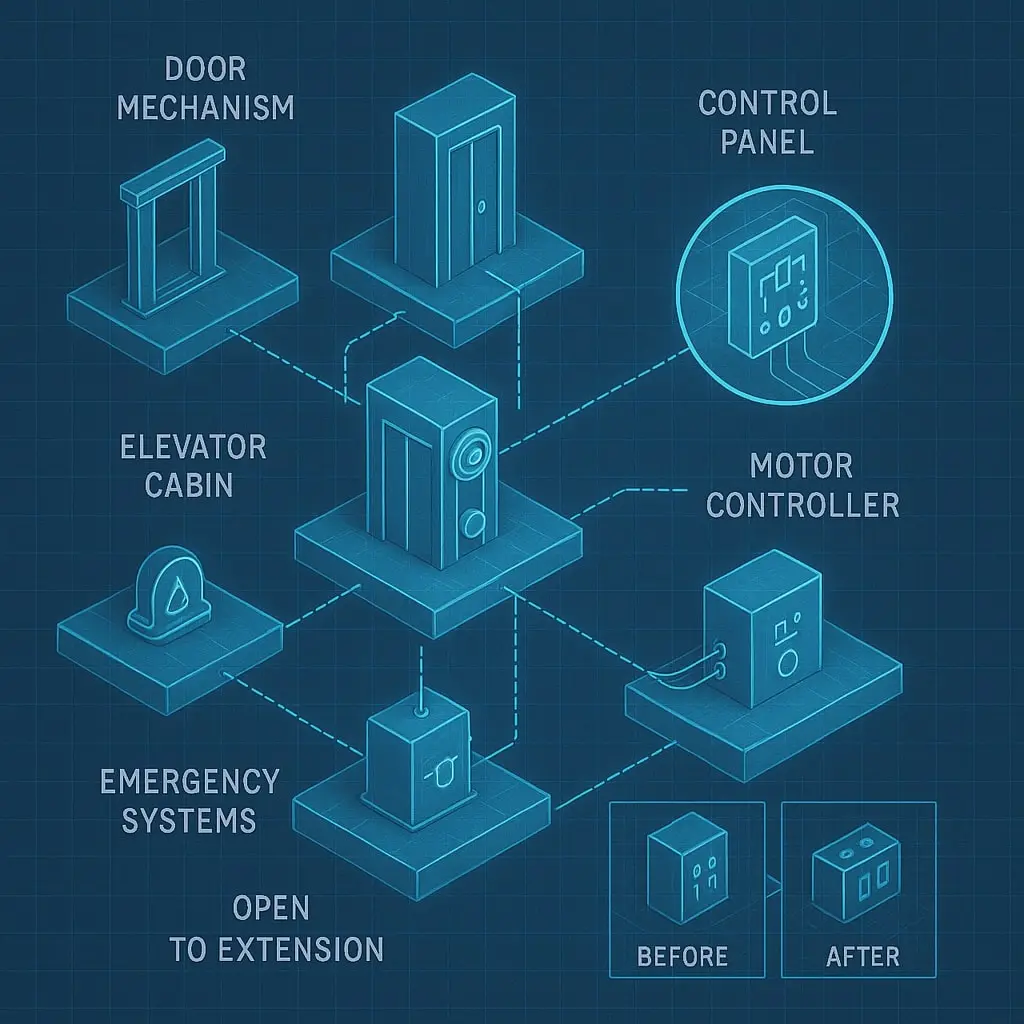 DOOR
MECHANISM
CONTROL
PANEL
ELEVATOR
CABIN
MOTOR
CONTROLLER
EMERGENCY
SYSTEMS
OPEN
TO EXTENSION
BEFORE
AFTER